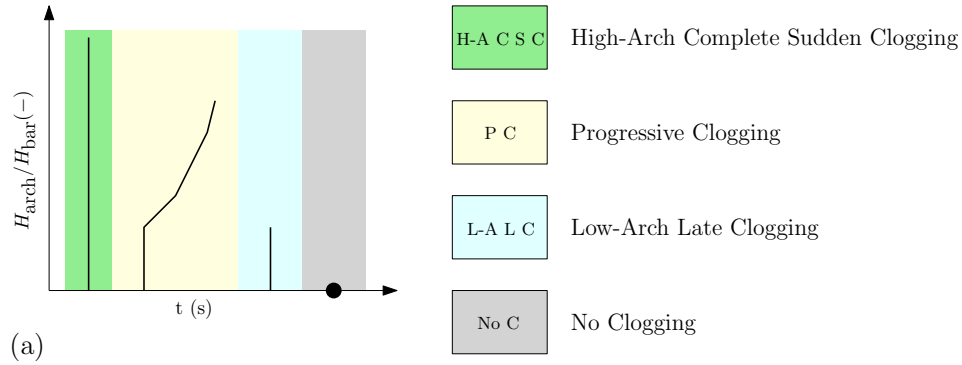 H_arch/H_bar(−)
t (s)
(a)
H-A C S C High-Arch Complete Sudden Clogging
P C Progressive Clogging
L-A L C Low-Arch Late Clogging
No C No Clogging